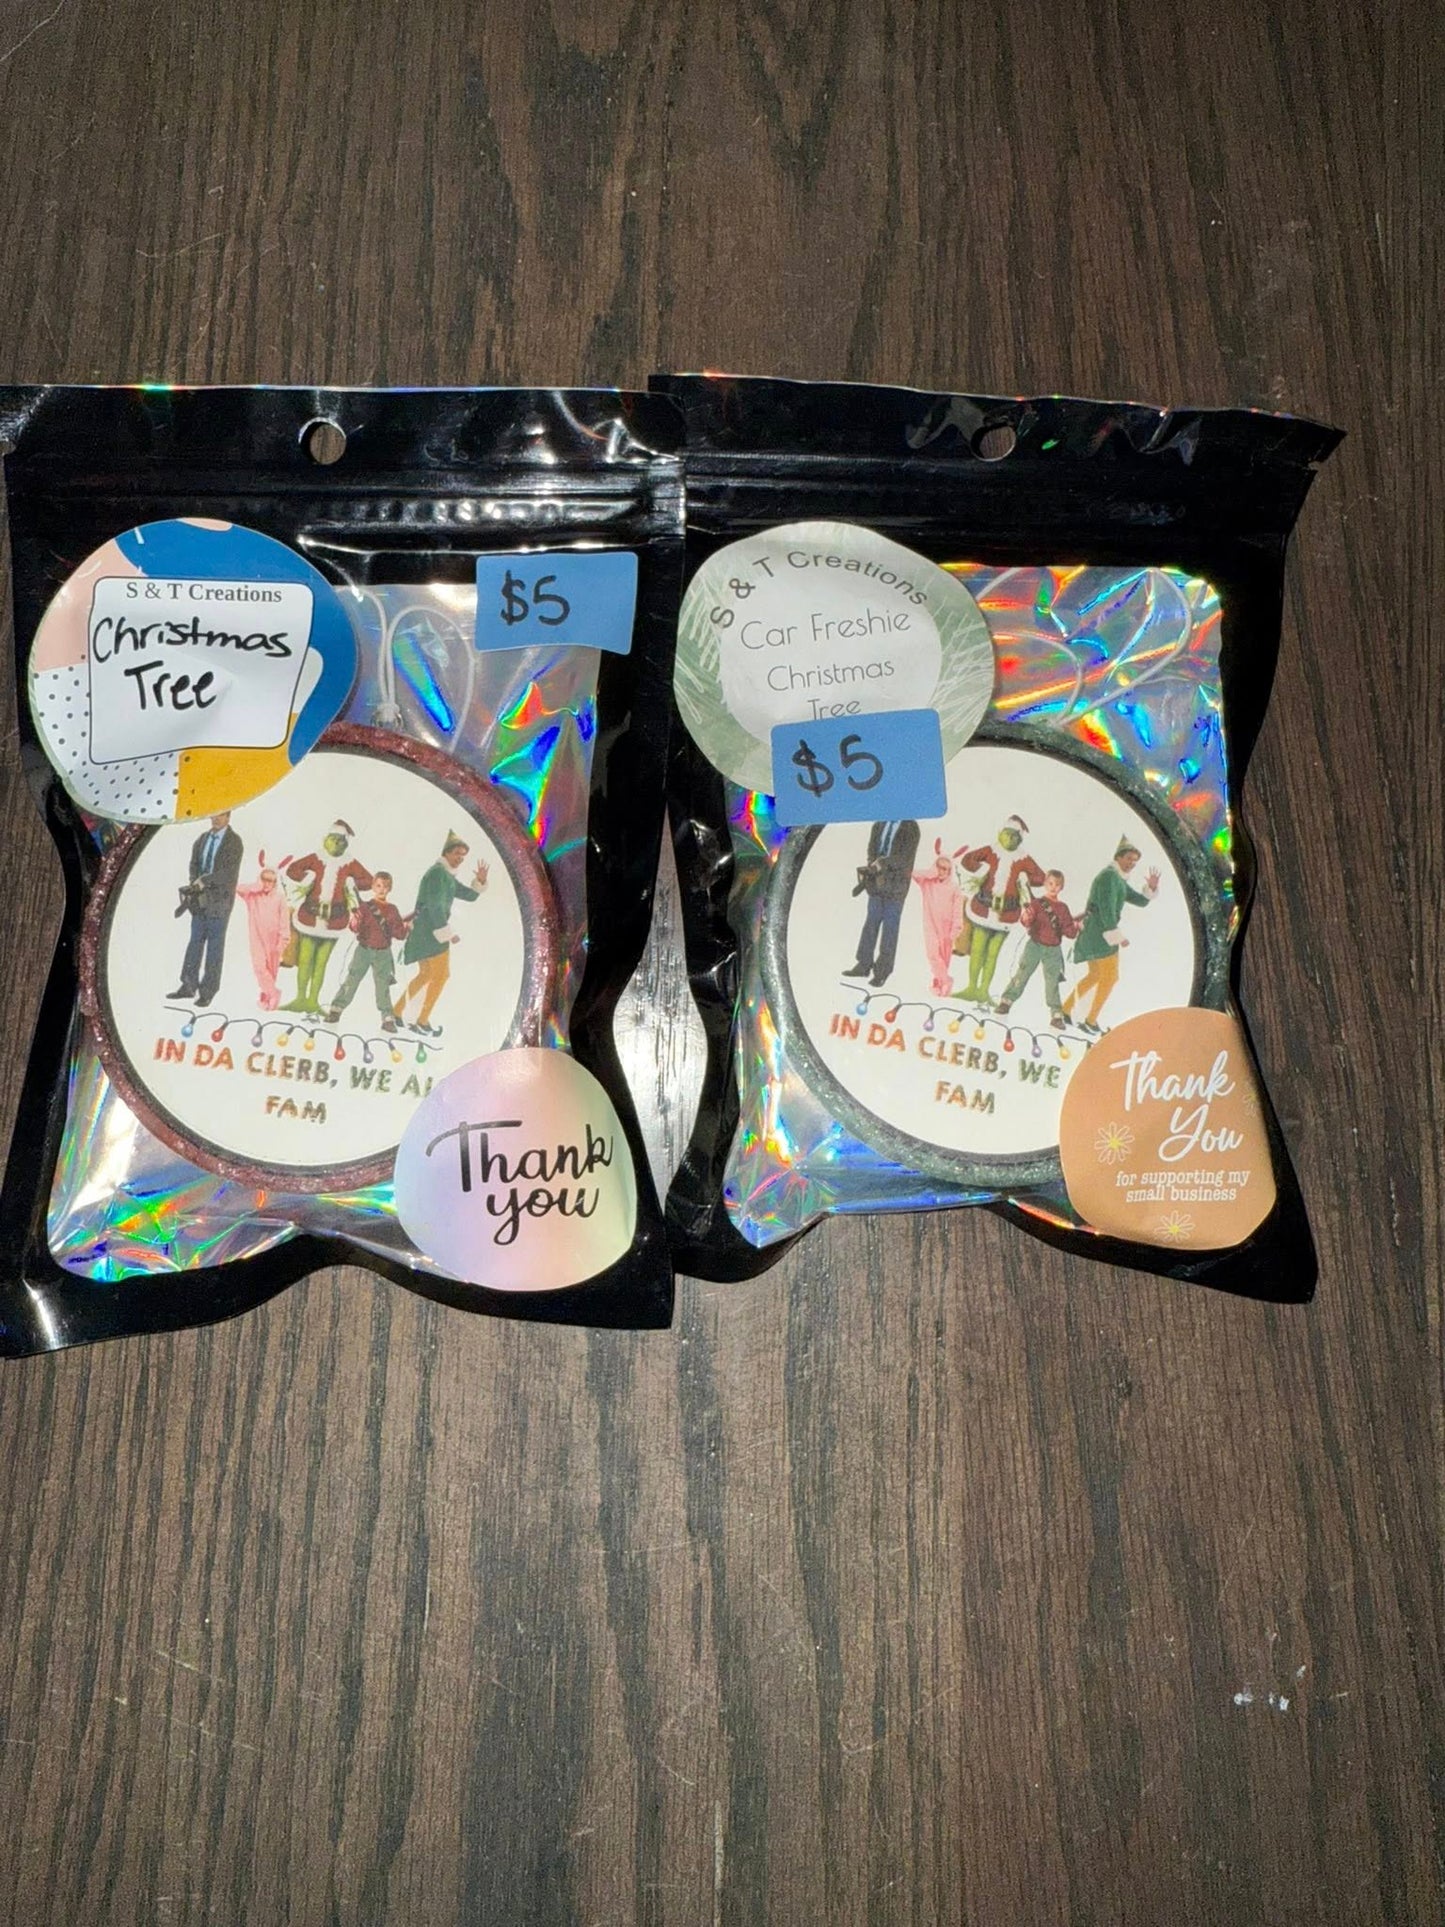 S & T Creations
Christmas
Tree
$5
IN DA CLERB, WE
FAM
Thank
you
S & T Creations
Car Freshie
Christmas
Tree
$5
IN DA CLERB, WE
FAM
Thank
You
for supporting my
small business